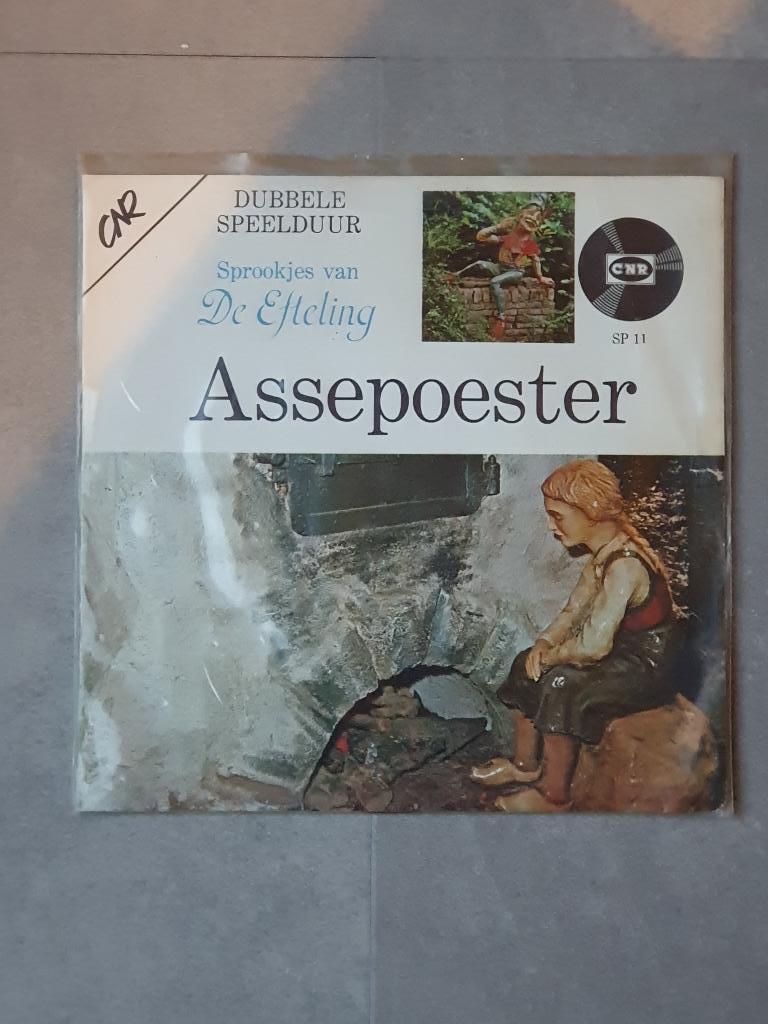 CNR
DUBBELE
SPEELDUUR
Sprookjes van
De Efteling
CNR
SP 11
Assepoester